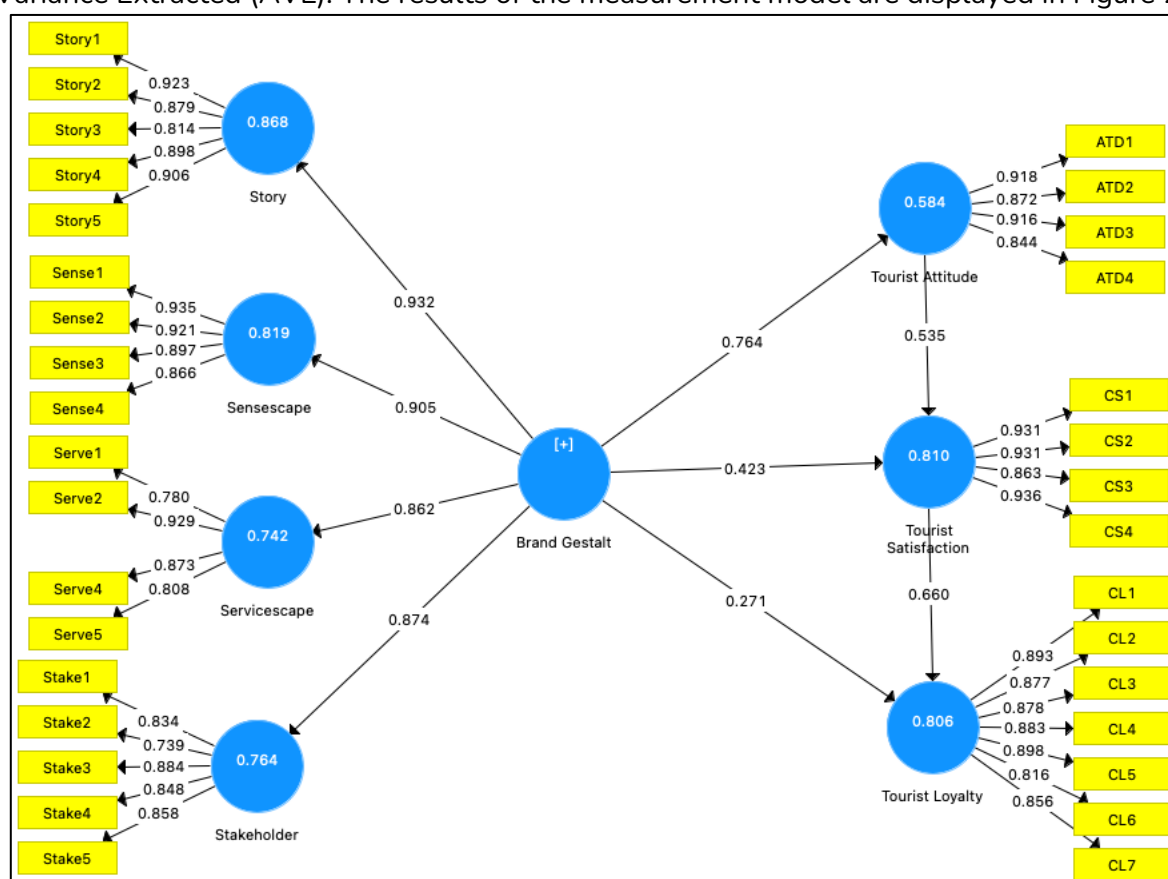 Variance Extracted (AVE). The results of the measurement model are displayed in Figure
Story1
Story2
Story3
Story4
Story5
0.923
0.879
0.814
0.898
0.906
0.868
Story
Sense1
Sense2
Sense3
Sense4
0.935
0.921
0.897
0.866
0.819
Sensescape
Serve1
Serve2
Serve4
Serve5
0.780
0.929
0.873
0.808
0.742
Servicescape
Stake1
Stake2
Stake3
Stake4
Stake5
0.834
0.739
0.884
0.848
0.858
0.764
Stakeholder
0.932
0.905
0.862
0.874
[+]
Brand Gestalt
0.764
0.423
0.271
0.584
Tourist Attitude
0.918
0.872
0.916
0.844
ATD1
ATD2
ATD3
ATD4
0.535
0.810
Tourist
Satisfaction
0.931
0.931
0.863
0.936
CS1
CS2
CS3
CS4
0.660
0.806
Tourist Loyalty
0.893
0.877
0.878
0.883
0.898
0.816
0.856
CL1
CL2
CL3
CL4
CL5
CL6
CL7